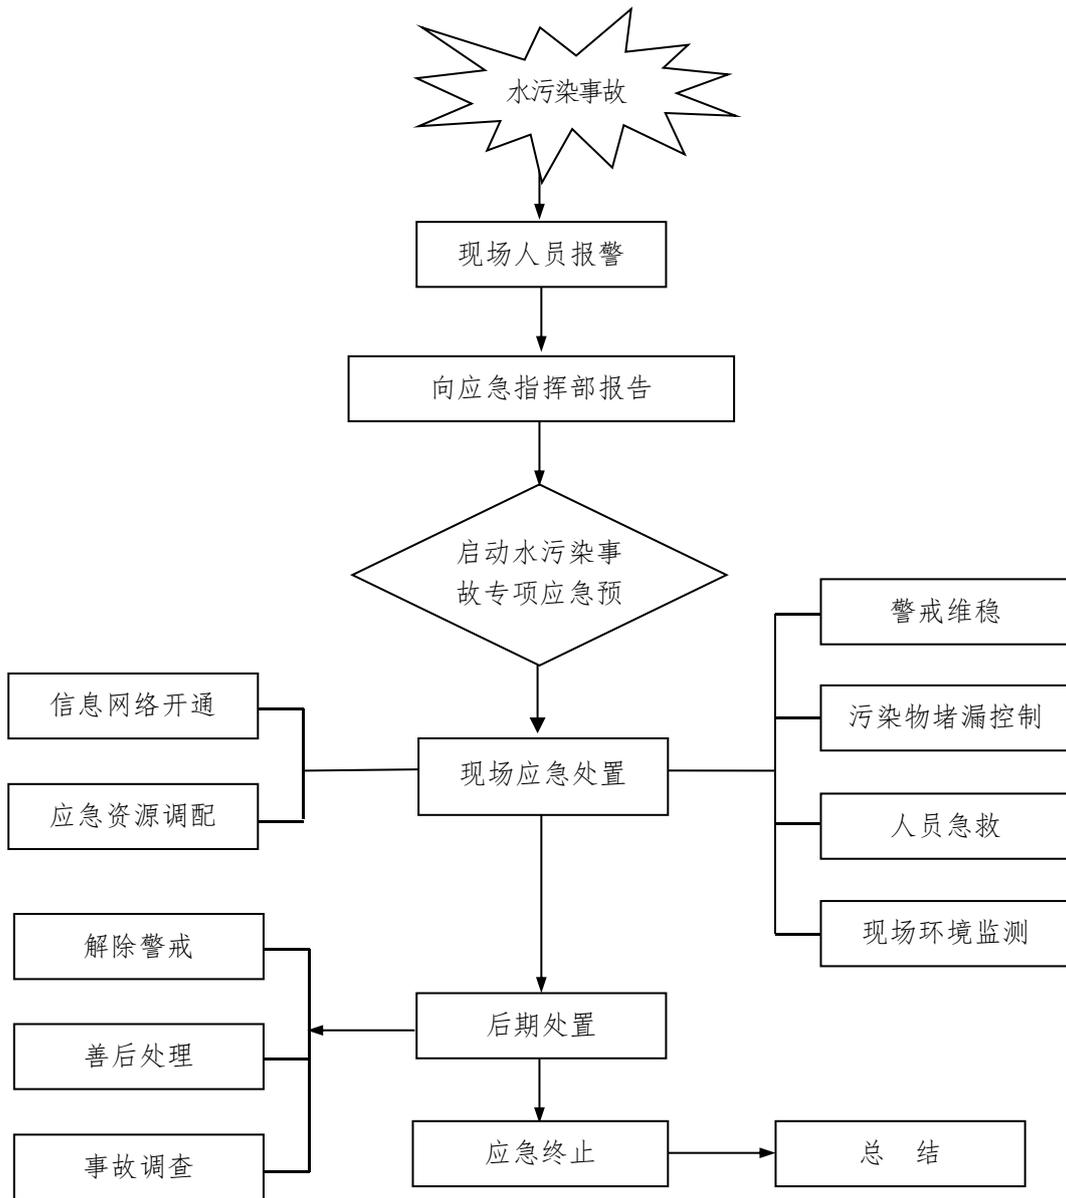 水污染事故
现场人员报警
向应急指挥部报告
启动水污染事
故专项应急预
警戒维稳
信息网络开通
污染物堵漏控制
现场应急处置
应急资源调配
人员急救
解除警戒
现场环境监测
后期处置
善后处理
应急终止
总 结
事故调查